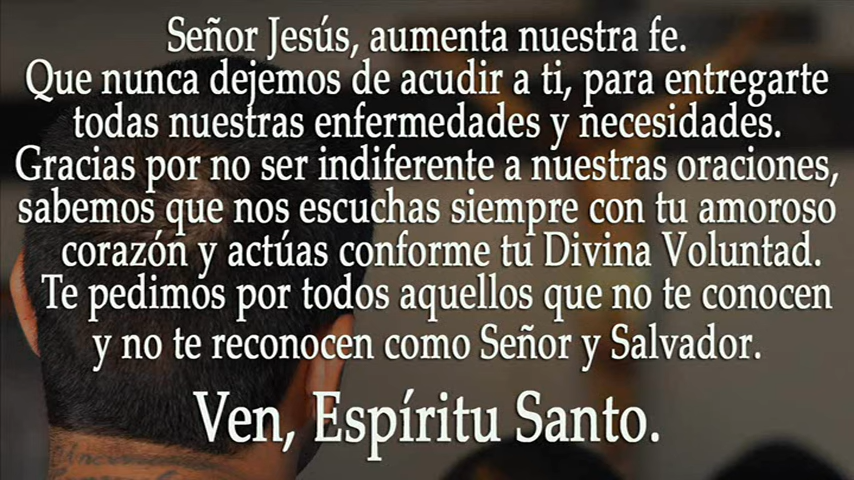 Señor Jesús, aumenta nuestra fe.
Que nunca dejemos de acudir a ti, para entregarte
todas nuestras enfermedades y necesidades.
Gracias por no ser indiferente a nuestras oraciones,
sabemos que nos escuchas siempre con tu amoroso
corazón y actúas conforme tu Divina Voluntad.
Te pedimos por todos aquellos que no te conocen
y no te reconocen como Señor y Salvador.
Ven, Espíritu Santo.